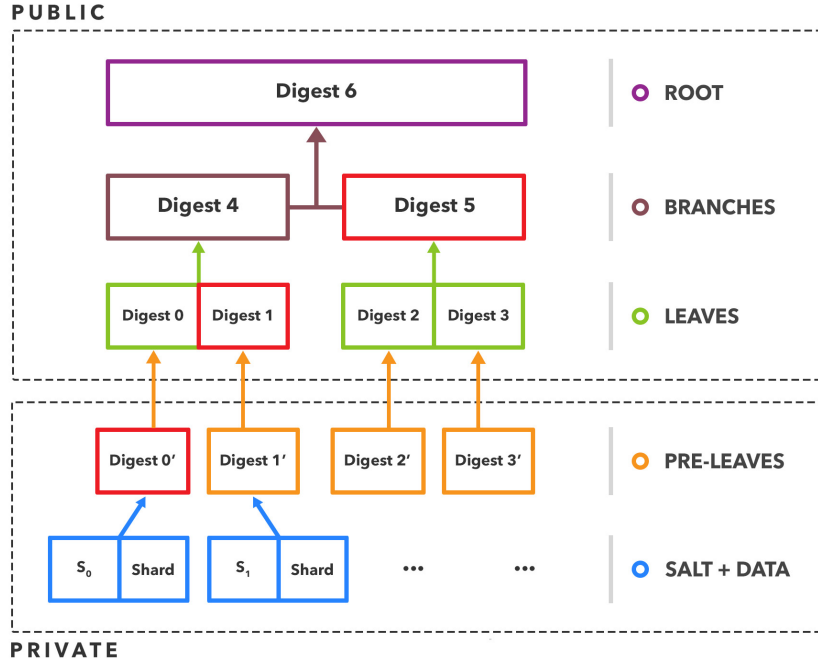 PUBLIC
Digest 6
ROOT
Digest 4
Digest 5
BRANCHES
Digest 0
Digest 1
Digest 2
Digest 3
LEAVES
Digest 0′
Digest 1′
Digest 2′
Digest 3′
PRE-LEAVES
S₀
Shard
S₁
Shard
...
...
SALT + DATA
PRIVATE